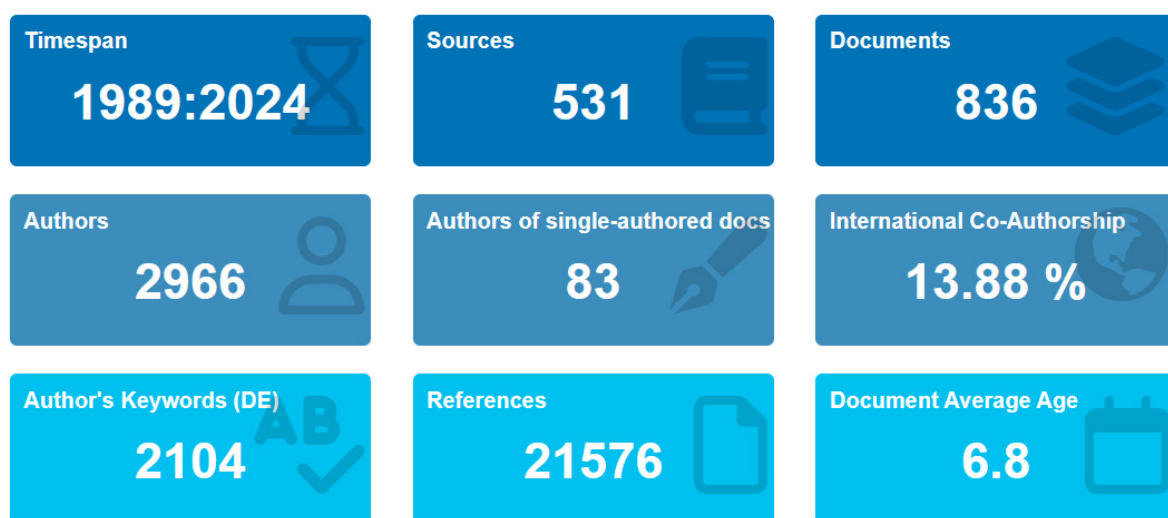 Timespan
1989:2024
Sources
531
Documents
836
Authors
2966
Authors of single-authored docs
83
International Co-Authorship
13.88 %
Author's Keywords (DE)
2104
AB
References
21576
Document Average Age
6.8